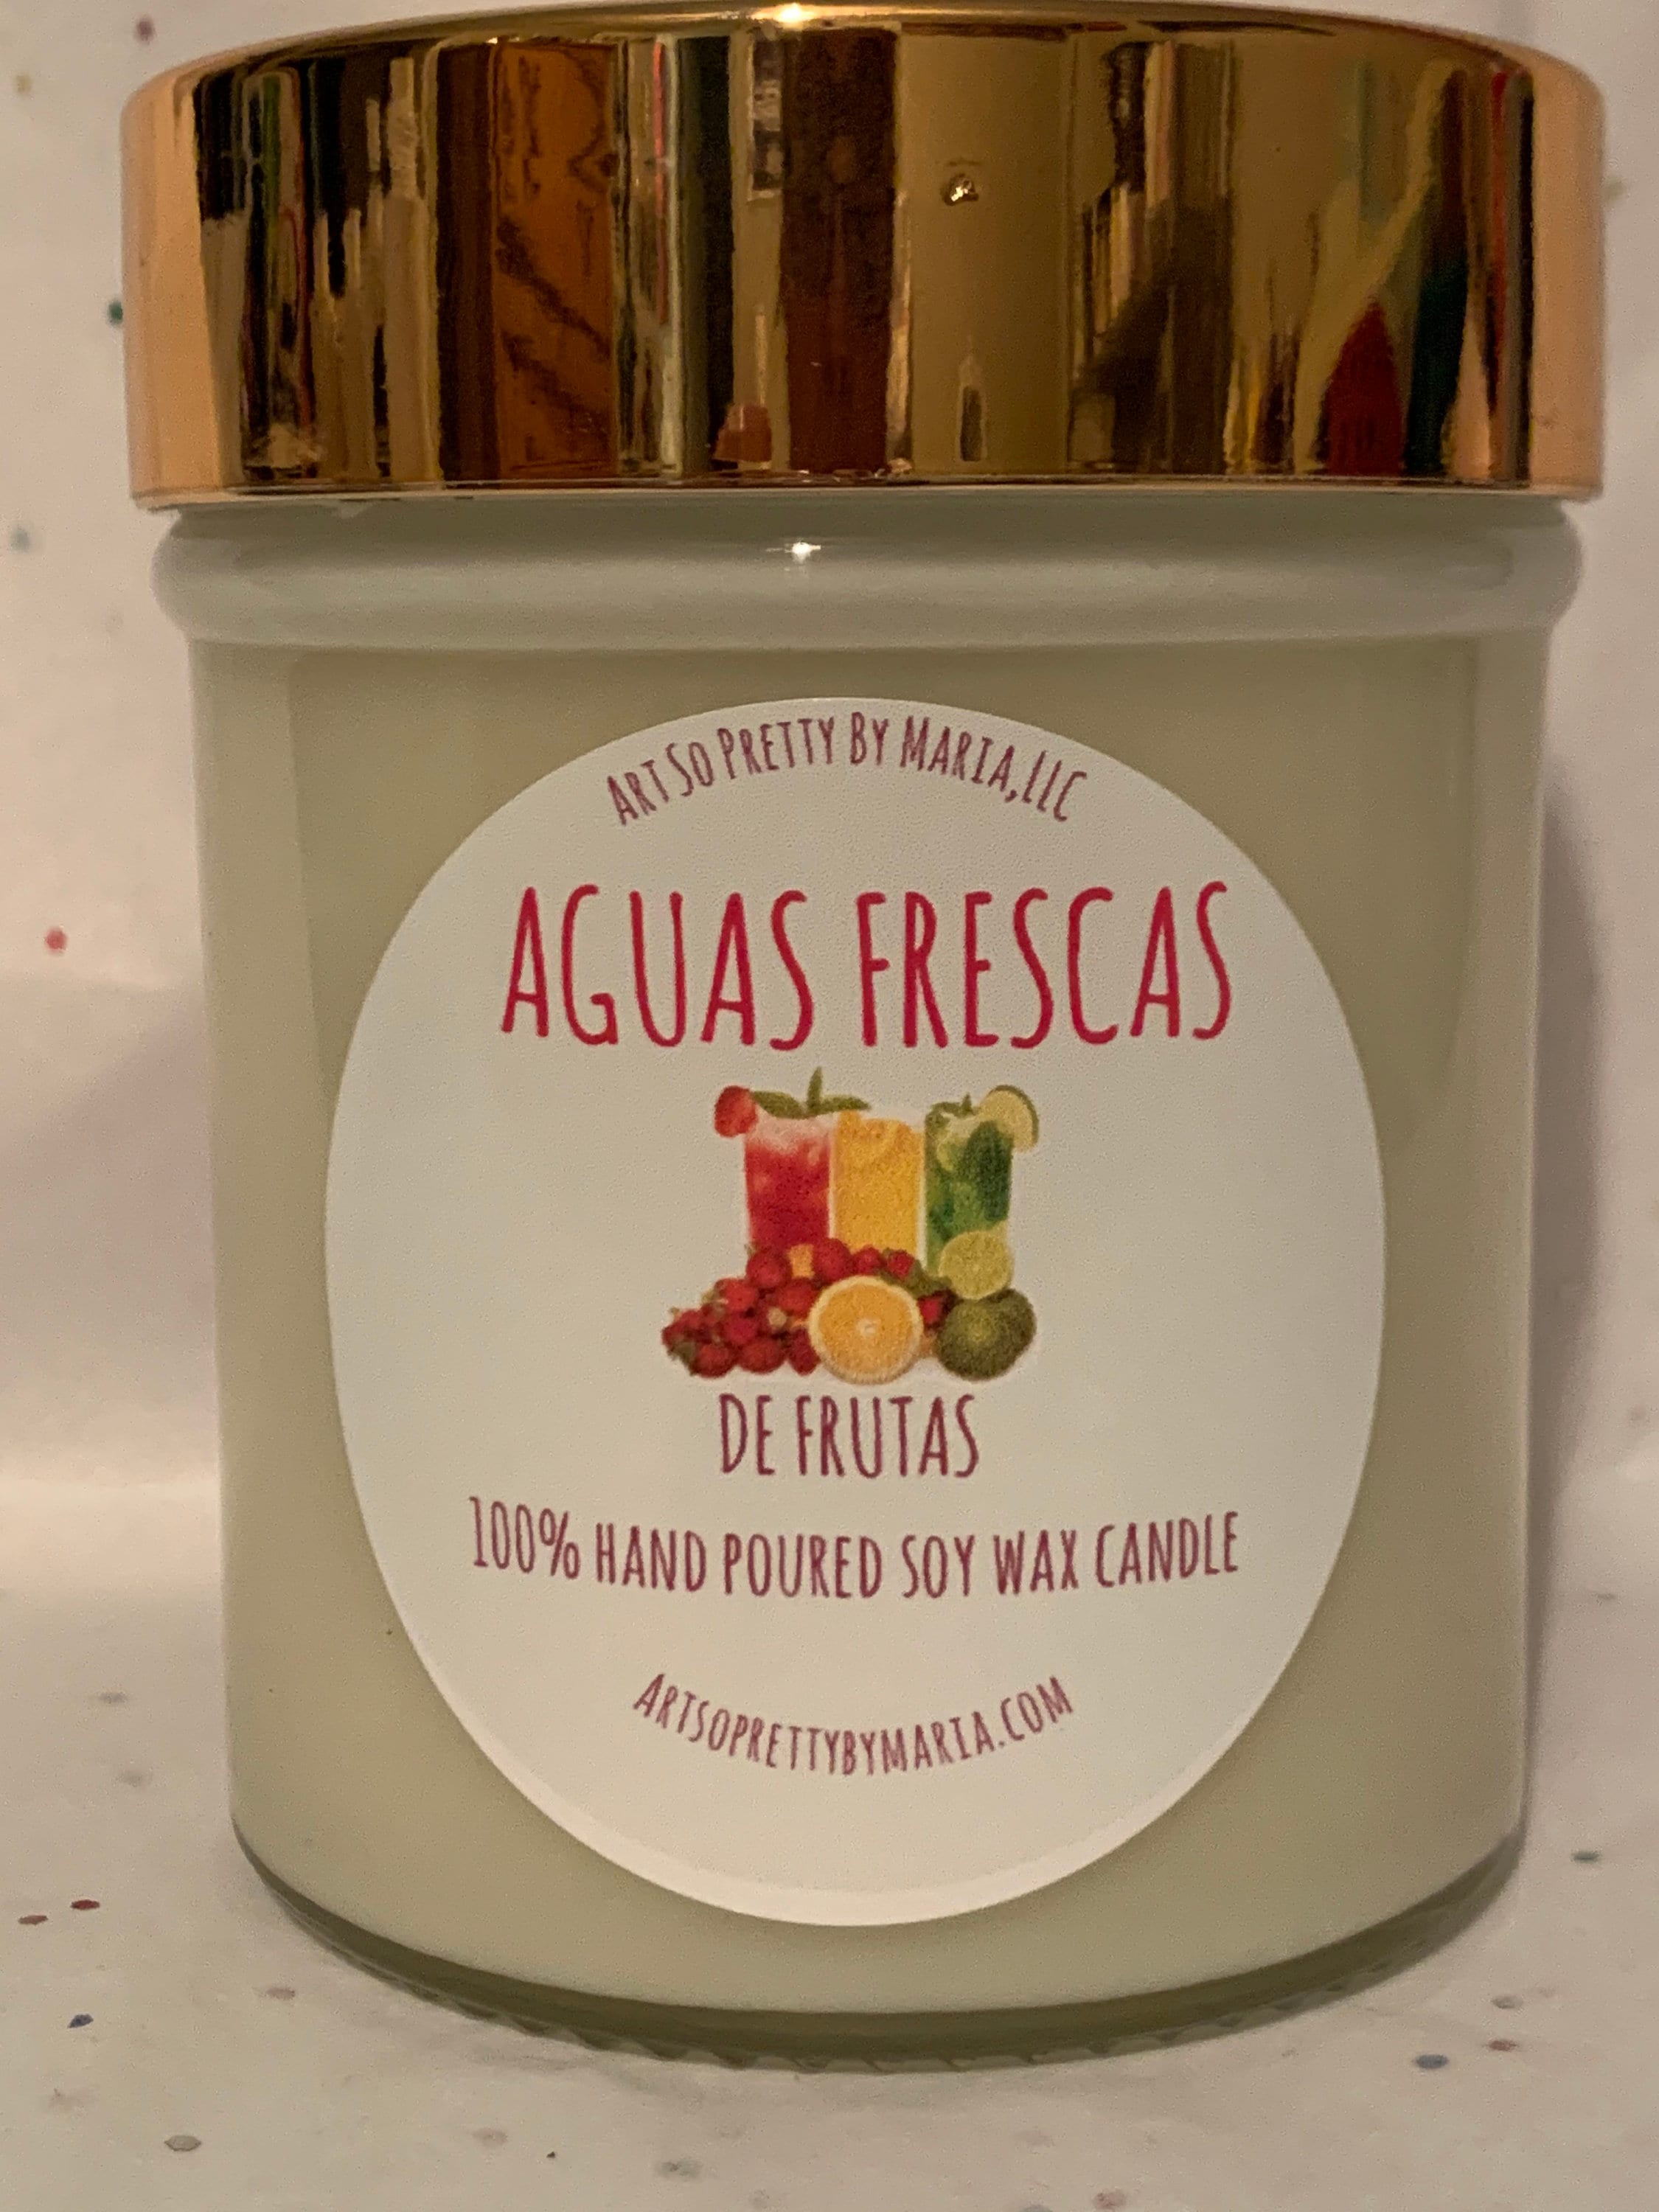 ART SO PRETTY BY MARIA, LLC
AGUAS FRESCAS
DE FRUTAS
100% HAND POURED SOY WAX CANDLE
ARTSOPRETTYBYMARIA.COM